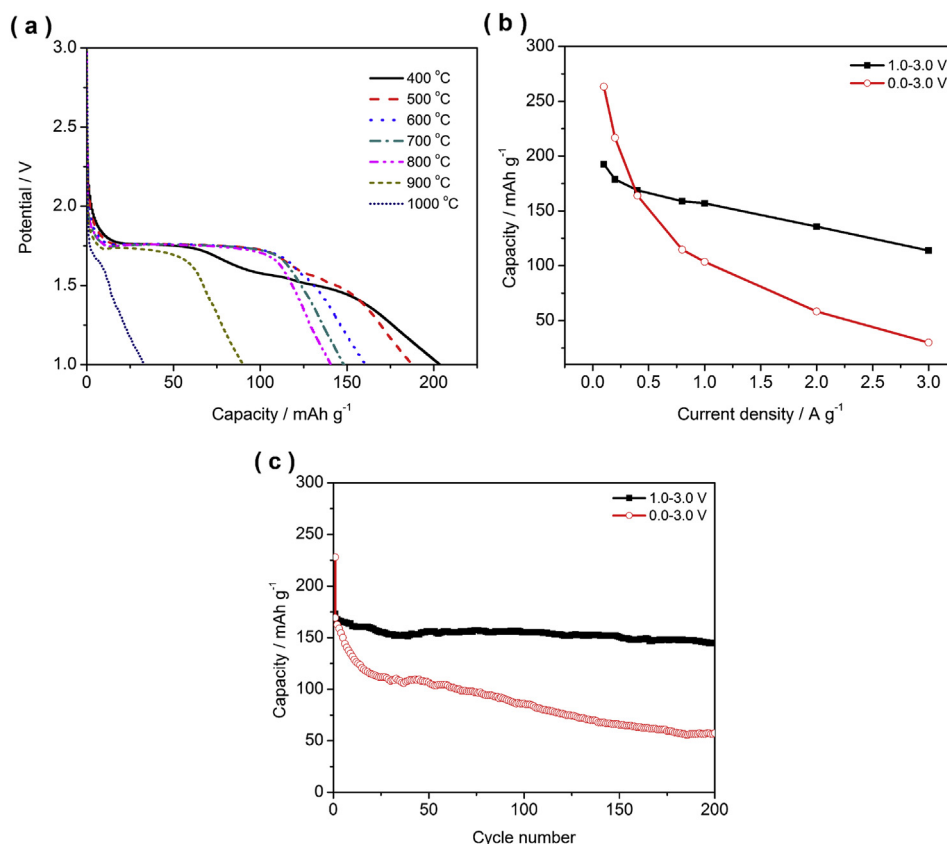 ( a )
3.0
2.5
2.0
1.5
1.0
Potential / V
0 50 100 150 200
Capacity / mAh g⁻¹
400 °C
500 °C
600 °C
700 °C
800 °C
900 °C
1000 °C
( b )
300
250
200
150
100
50
Capacity / mAh g⁻¹
0.0 0.5 1.0 1.5 2.0 2.5 3.0
Current density / A g⁻¹
1.0-3.0 V
0.0-3.0 V
( c )
300
250
200
150
100
50
0
Capacity / mAh g⁻¹
0 50 100 150 200
Cycle number
1.0-3.0 V
0.0-3.0 V